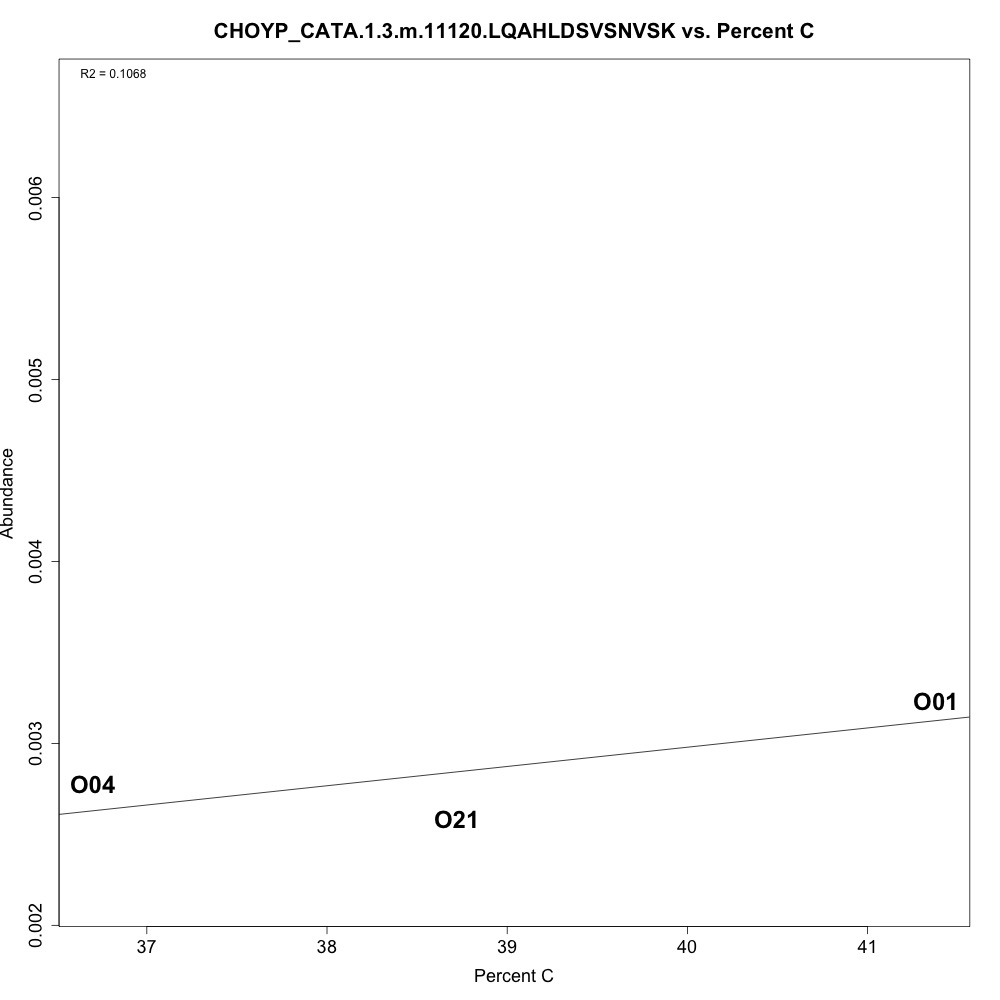 CHOYP_CATA.1.3.m.11120.LQAHLDSVSNVSK vs. Percent C
R2 = 0.1068
0.006
0.005
Abundance
0.004
O01
0.003
O04
O21
0.002
37 38 39 40 41
Percent C